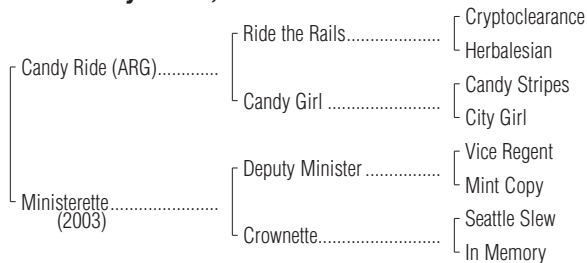 Cryptoclearance
Ride the Rails
Herbalesian
Candy Ride (ARG)
Candy Stripes
Candy Girl
City Girl
Vice Regent
Deputy Minister
Mint Copy
Ministerette
(2003)
Seattle Slew
Crownette
In Memory